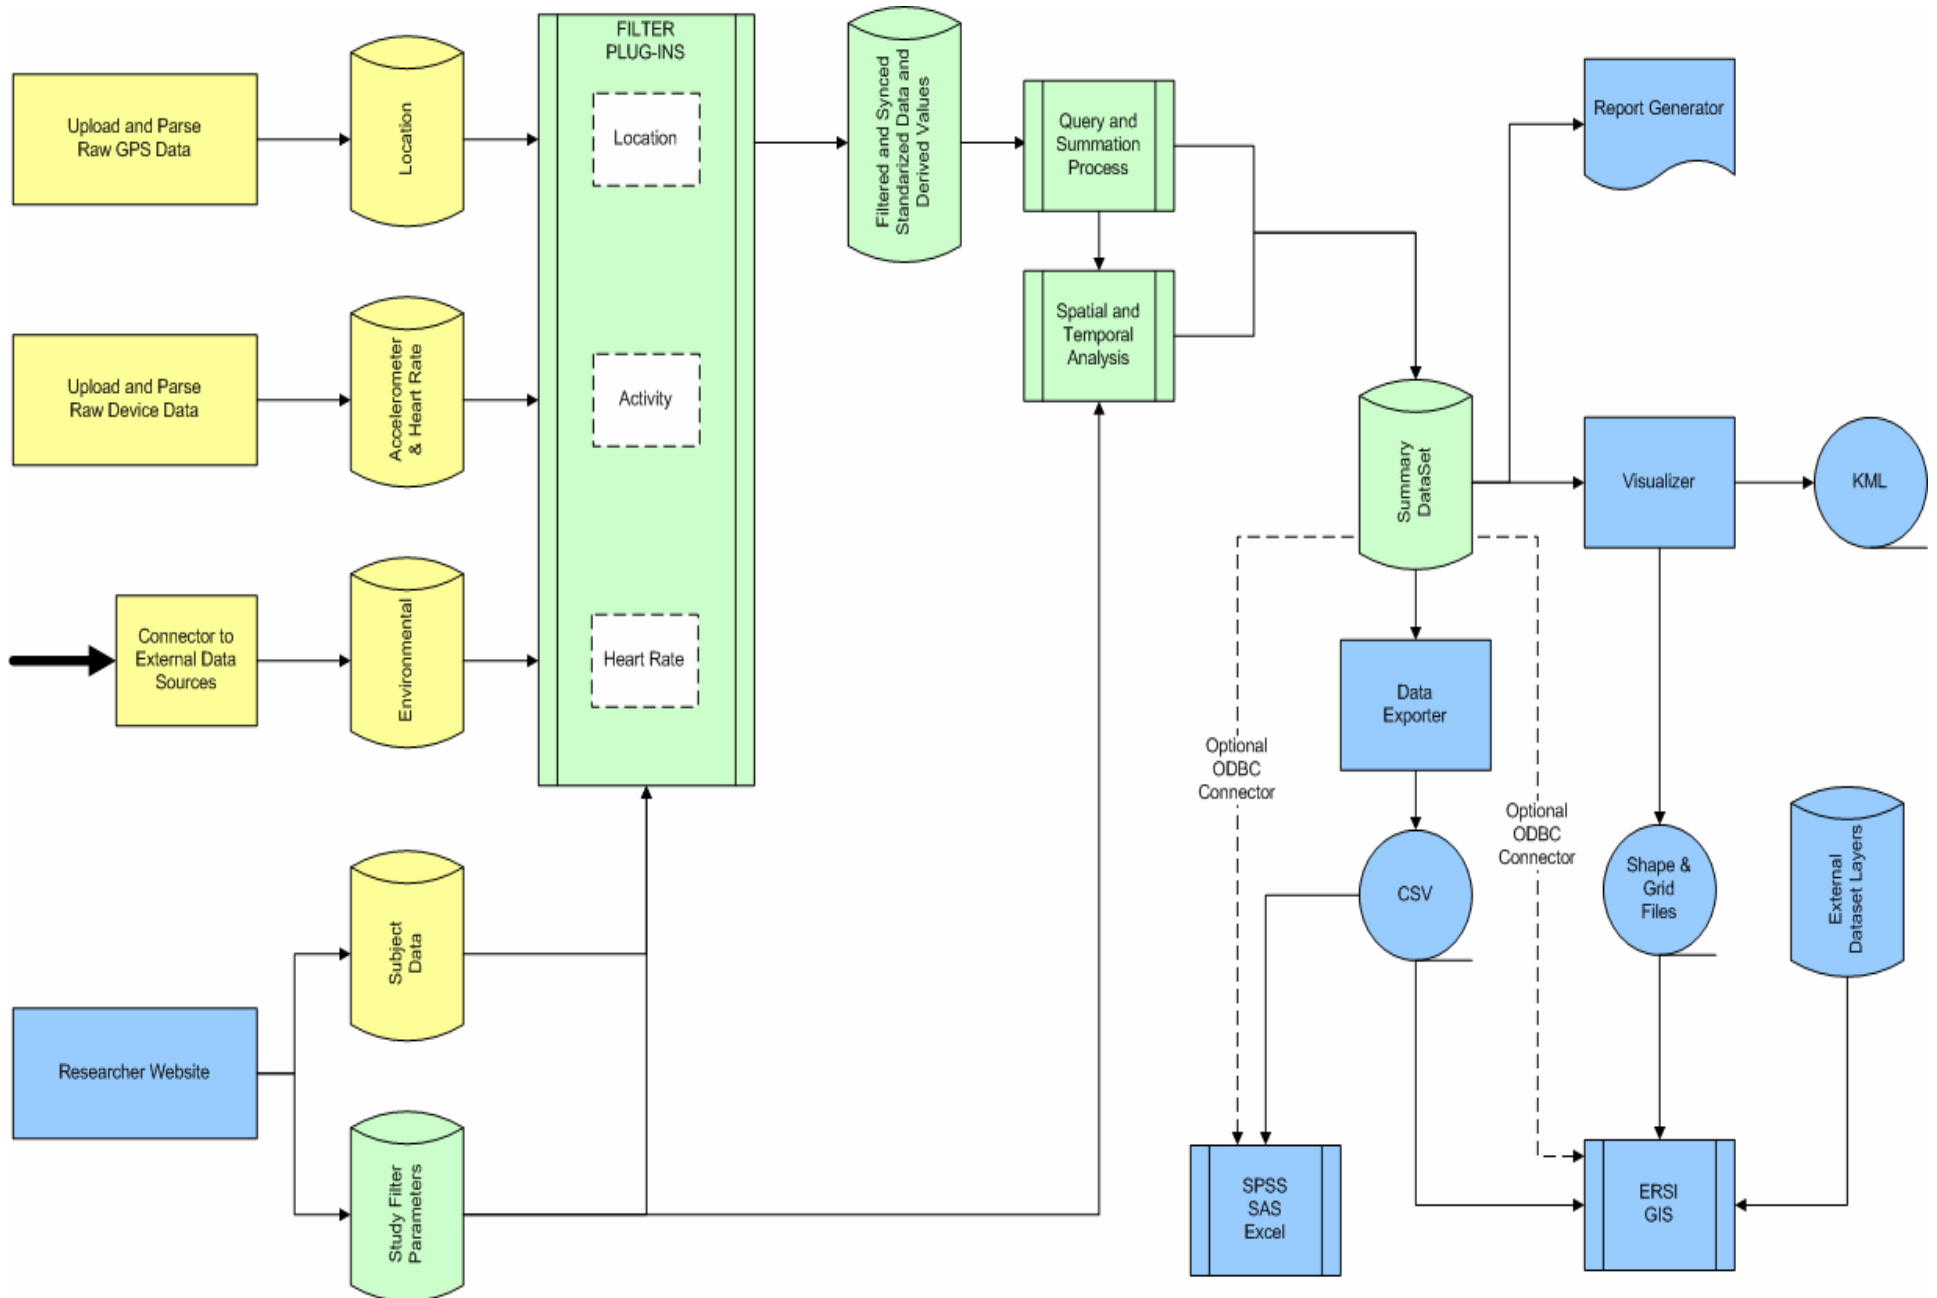 FILTER
PLUG-INS
Upload and Parse
Raw GPS Data
Location
Location
Filtered and Synced
Standarized Data and
Derived Values
Query and
Summation
Process
Report Generator
Spatial and
Temporal
Analysis
Upload and Parse
Raw Device Data
Accelerometer
& Heart Rate
Activity
Summary
DataSet
Visualizer
KML
Connector to
External Data
Sources
Environmental
Heart Rate
Data
Exporter
Optional
ODBC
Connector
Optional
ODBC
Connector
CSV
Shape &
Grid
Files
External
Dataset Layers
Subject
Data
Researcher Website
Study Filter
Parameters
SPSS
SAS
Excel
ERSI
GIS